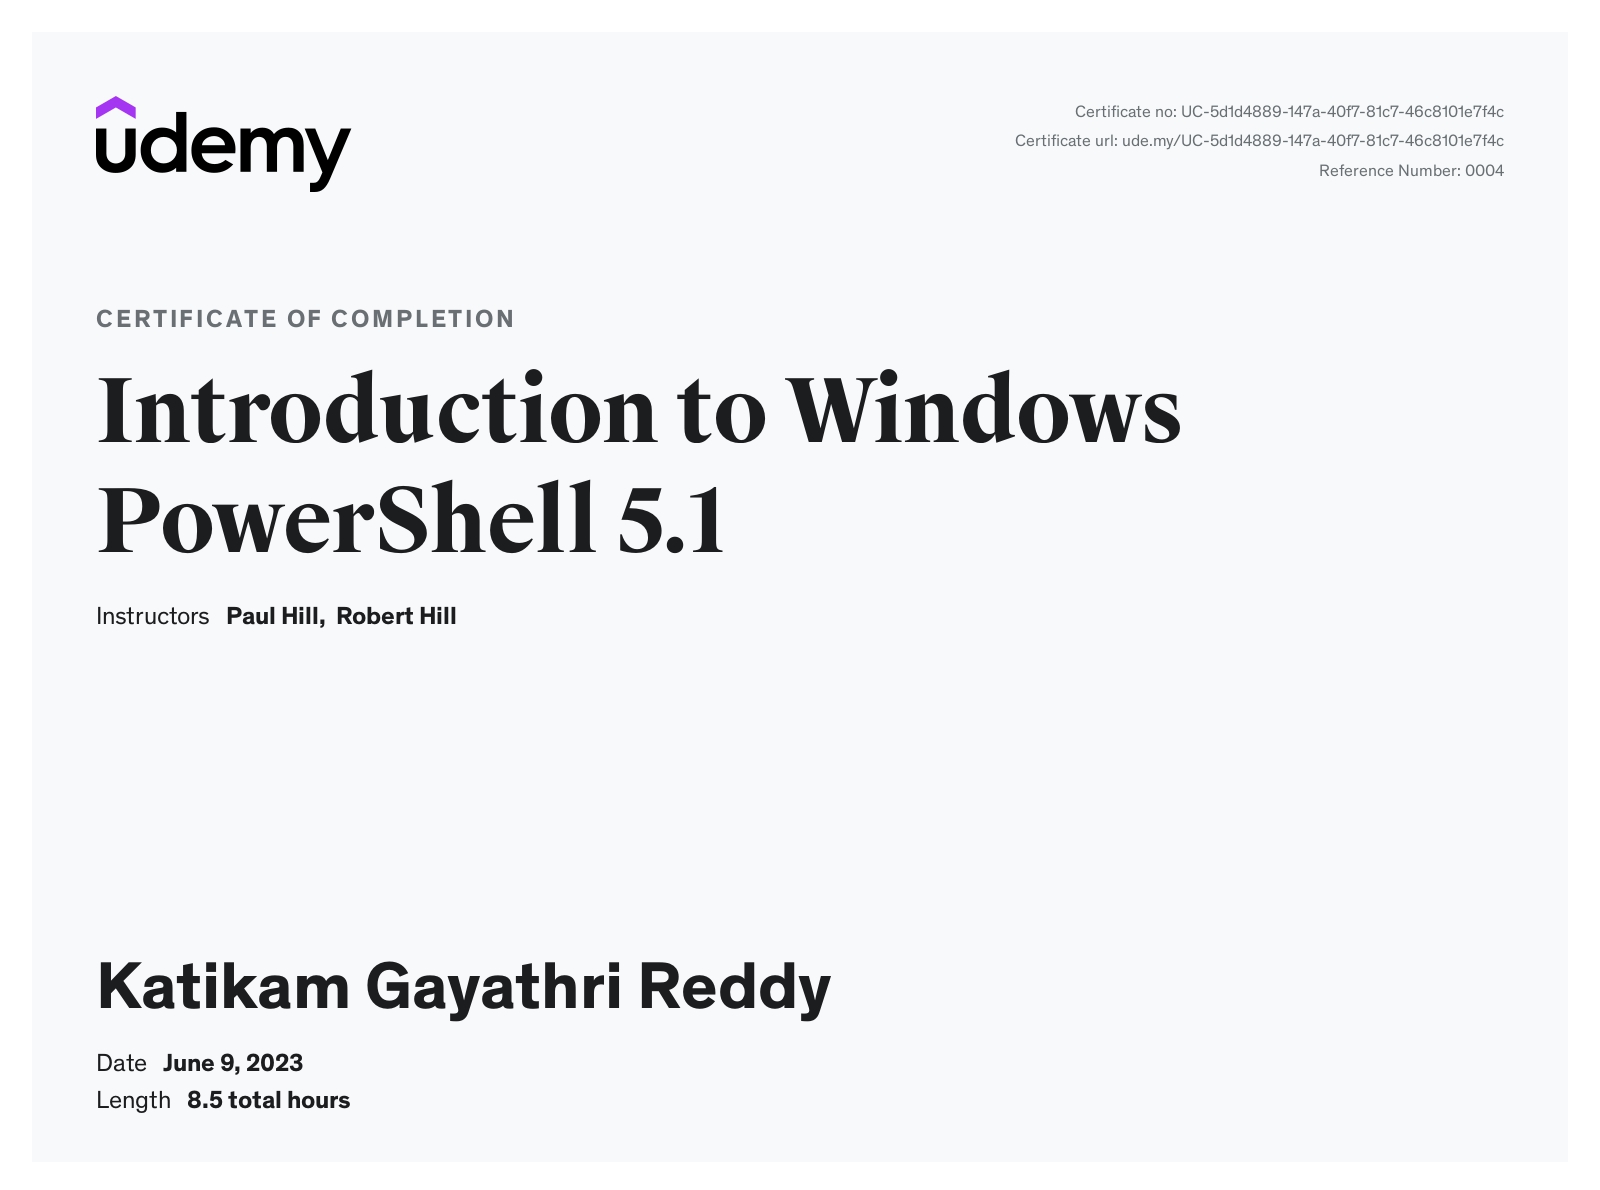 udemy
Certificate no: UC-5d1d4889-147a-40f7-81c7-46c8101e7f4c
Certificate url: ude.my/UC-5d1d4889-147a-40f7-81c7-46c8101e7f4c
Reference Number: 0004
CERTIFICATE OF COMPLETION
Introduction to Windows
PowerShell 5.1
Instructors Paul Hill, Robert Hill
Katikam Gayathri Reddy
Date June 9, 2023
Length 8.5 total hours